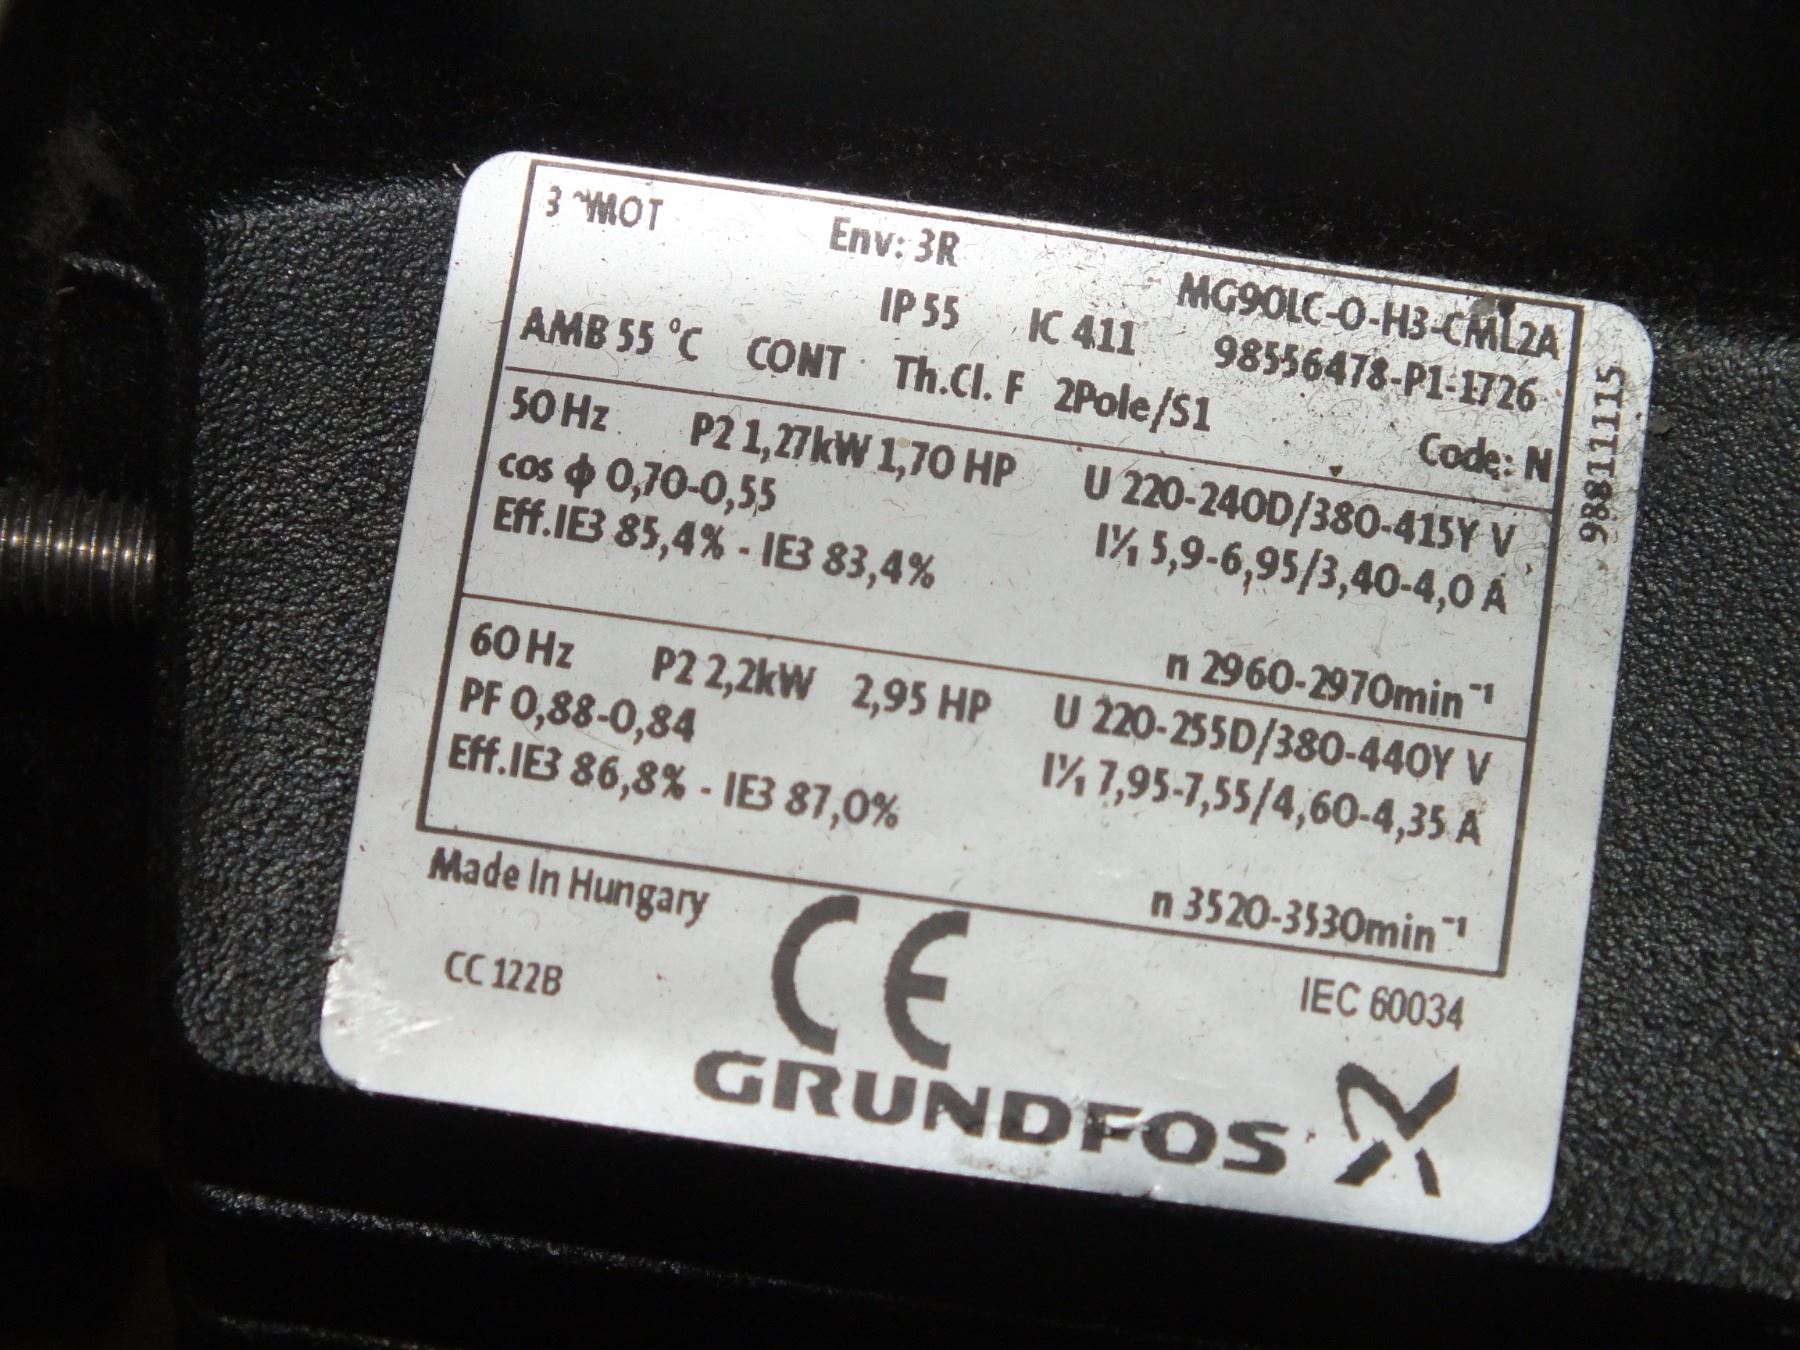 3 ~MOT Env: 3R MG90LC-O-H3-CML2A
IP 55 IC 411 98556478-P1-1726
AMB 55 °C CONT Th.Cl. F 2Pole/S1 Code: N
50 Hz P2 1,27kW 1,70 HP U 220-240D/380-415Y V
cos ϕ 0,70-0,55 I1/1 5,9-6,95/3,40-4,0 A
Eff.IE3 85,4% - IE3 83,4%
n 2960-2970min⁻¹
60 Hz P2 2,2kW 2,95 HP U 220-255D/380-440Y V
PF 0,88-0,84 I1/1 7,95-7,55/4,60-4,35 A
Eff.IE3 86,8% - IE3 87,0%
n 3520-3530min⁻¹
98811115
Made In Hungary
CE
CC 122B
IEC 60034
GRUNDFOS